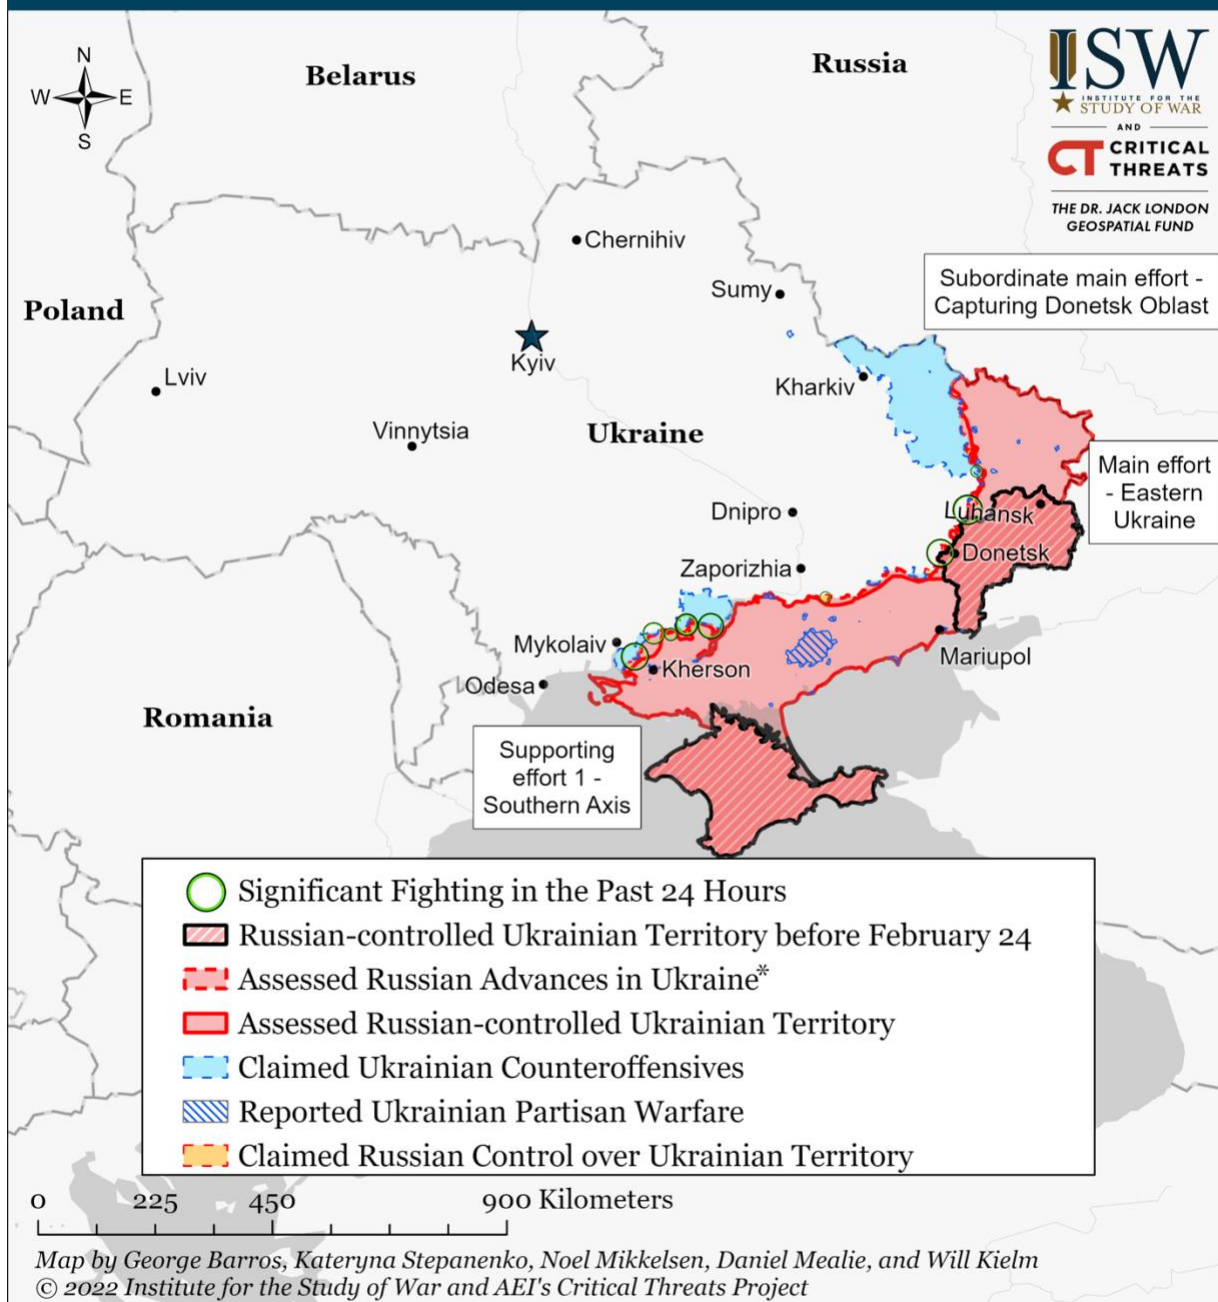 N
W E
S
Belarus
Russia
ISW
INSTITUTE FOR THE
STUDY OF WAR
AND
CT CRITICAL
THREATS
THE DR. JACK LONDON
GEOSPATIAL FUND
Chernihiv
Subordinate main effort -
Capturing Donetsk Oblast
Sumy
Poland
Kyiv
Lviv
Kharkiv
Vinnytsia
Ukraine
Main effort
- Eastern
Ukraine
Dnipro
Luhansk
Donetsk
Zaporizhia
Mykolaiv
Mariupol
Kherson
Odesa
Romania
Supporting
effort 1 -
Southern Axis
Significant Fighting in the Past 24 Hours
Russian-controlled Ukrainian Territory before February 24
Assessed Russian Advances in Ukraine*
Assessed Russian-controlled Ukrainian Territory
Claimed Ukrainian Counteroffensives
Reported Ukrainian Partisan Warfare
Claimed Russian Control over Ukrainian Territory
0 225 450 900 Kilometers
Map by George Barros, Kateryna Stepanenko, Noel Mikkelsen, Daniel Mealie, and Will Kielm
© 2022 Institute for the Study of War and AEI's Critical Threats Project